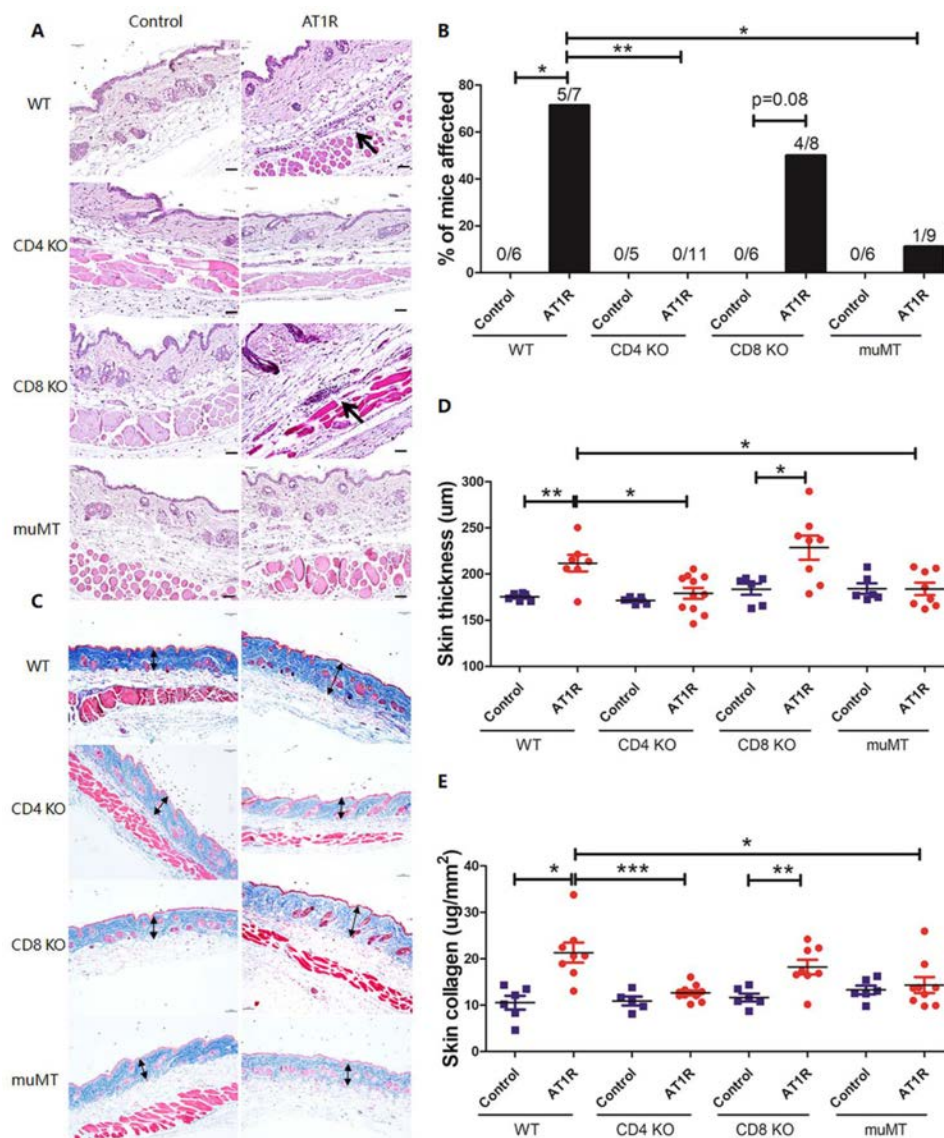 Control AT1R
A
WT
CD4 KO
CD8 KO
muMT
C
WT
CD4 KO
CD8 KO
muMT
B
*
**
*
p=0.08
% of mice affected
80
60
40
20
0
0/6 5/7 0/5 0/11 0/6 4/8 0/6 1/9
Control AT1R Control AT1R Control AT1R Control AT1R
WT CD4 KO CD8 KO muMT
D
*
** * *
Skin thickness (um)
300
250
200
150
100
Control AT1R Control AT1R Control AT1R Control AT1R
WT CD4 KO CD8 KO muMT
E
*
* *** **
Skin collagen (ug/mm²)
40
30
20
10
0
Control AT1R Control AT1R Control AT1R Control AT1R
WT CD4 KO CD8 KO muMT